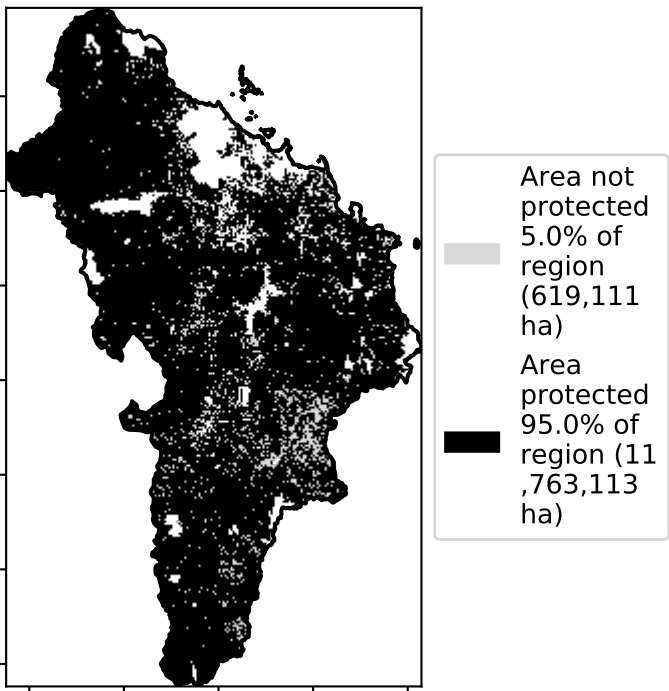 Area not
protected
5.0% of
region
(619,111
ha)
Area
protected
95.0% of
region (11
,763,113
ha)